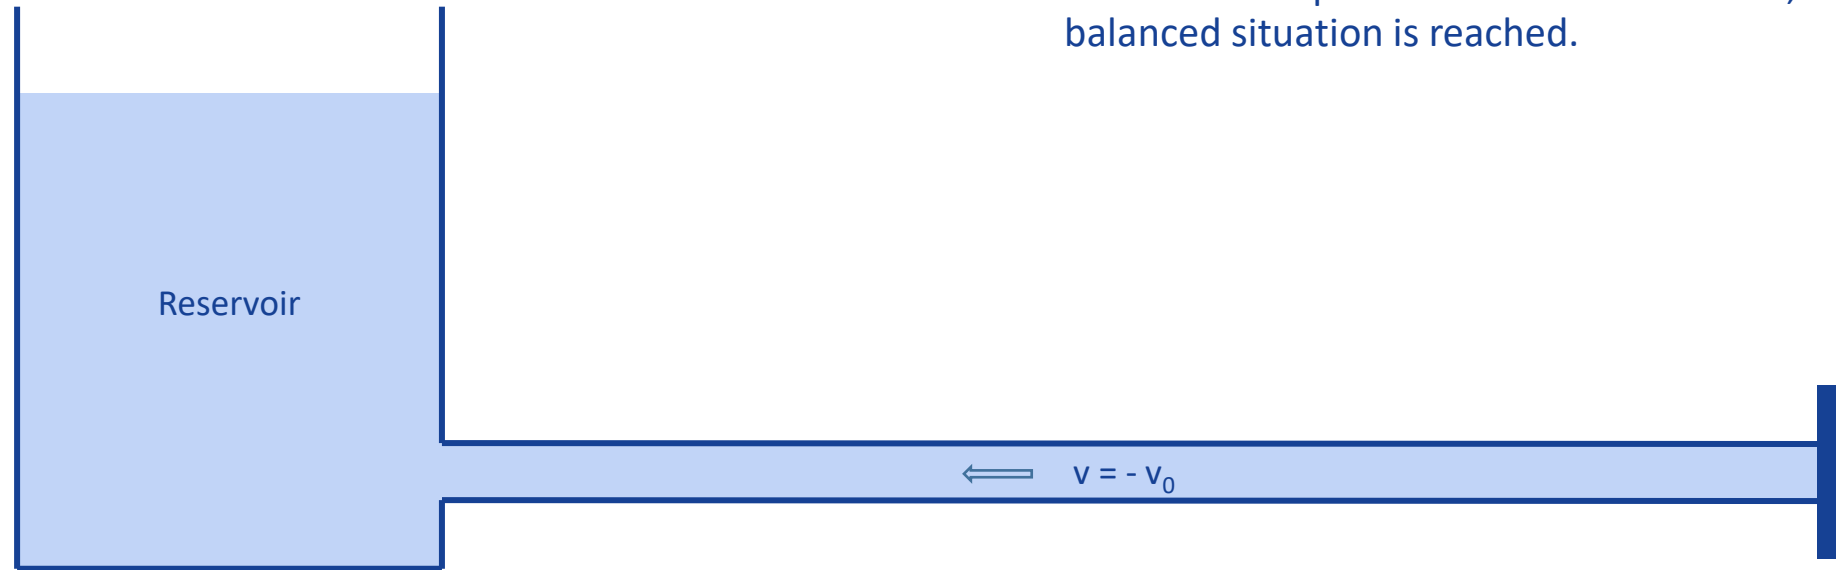 balanced situation is reached.
Reservoir
v = - v₀